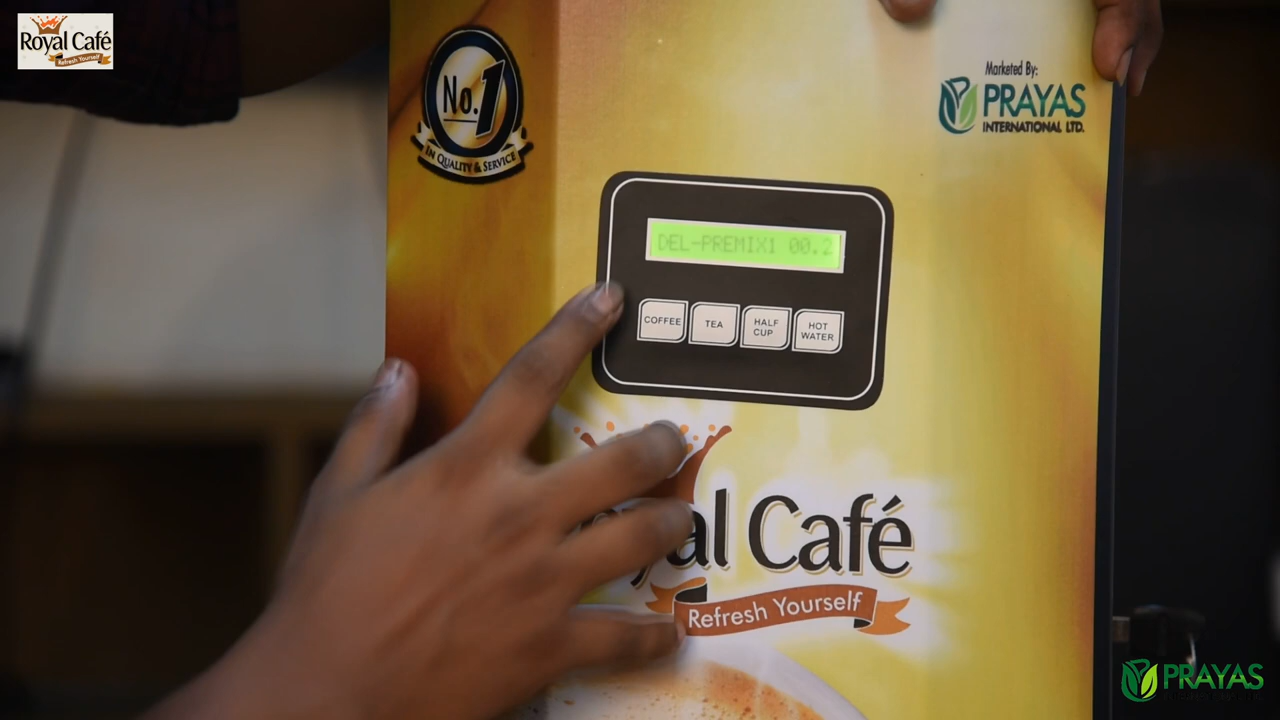 Royal Café
Refresh Yourself
No.1
IN QUALITY & SERVICE
Marketed By:
PRAYAS
INTERNATIONAL LTD.
DEL-PREMIX1 00.2
COFFEE
TEA
HALF
CUP
HOT
WATER
al Café
Refresh Yourself
PRAYAS